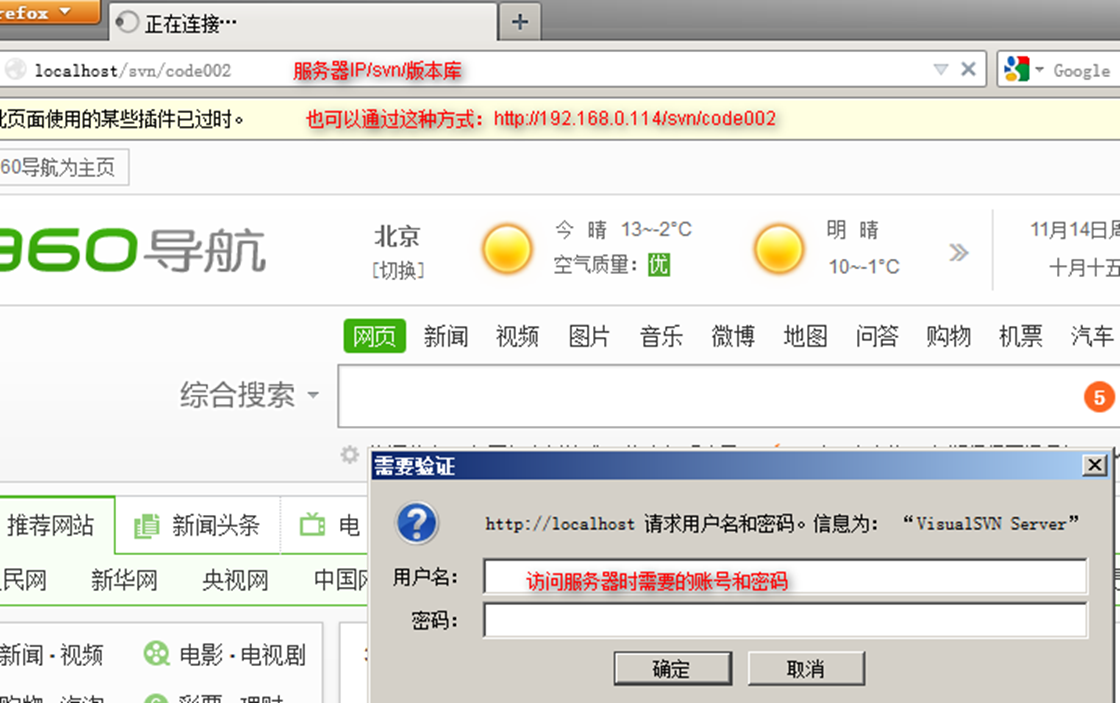 refox
正在连接…
localhost/svn/code002 服务器IP/svn/版本库 Google
此页面使用的某些插件已过时。 也可以通过这种方式：http://192.168.0.114/svn/code002
60导航为主页
360导航
北京 今 晴 13~-2°C 明 晴 11月14日周
[切换] 空气质量：优 10~-1°C 十月十五
网页 新闻 视频 图片 音乐 微博 地图 问答 购物 机票 汽车
综合搜索 5
需要验证
推荐网站 新闻头条 电
http://localhost 请求用户名和密码。信息为： “VisualSVN Server”
民网 新华网 央视网 中国网
用户名： 访问服务器时需要的账号和密码
密码：
新闻·视频 电影·电视剧
确定 取消
彩票·理财